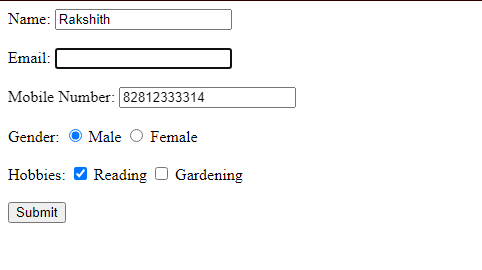 Name: Rakshith
Email:
Mobile Number: 82812333314
Gender: Male Female
Hobbies: Reading Gardening
Submit